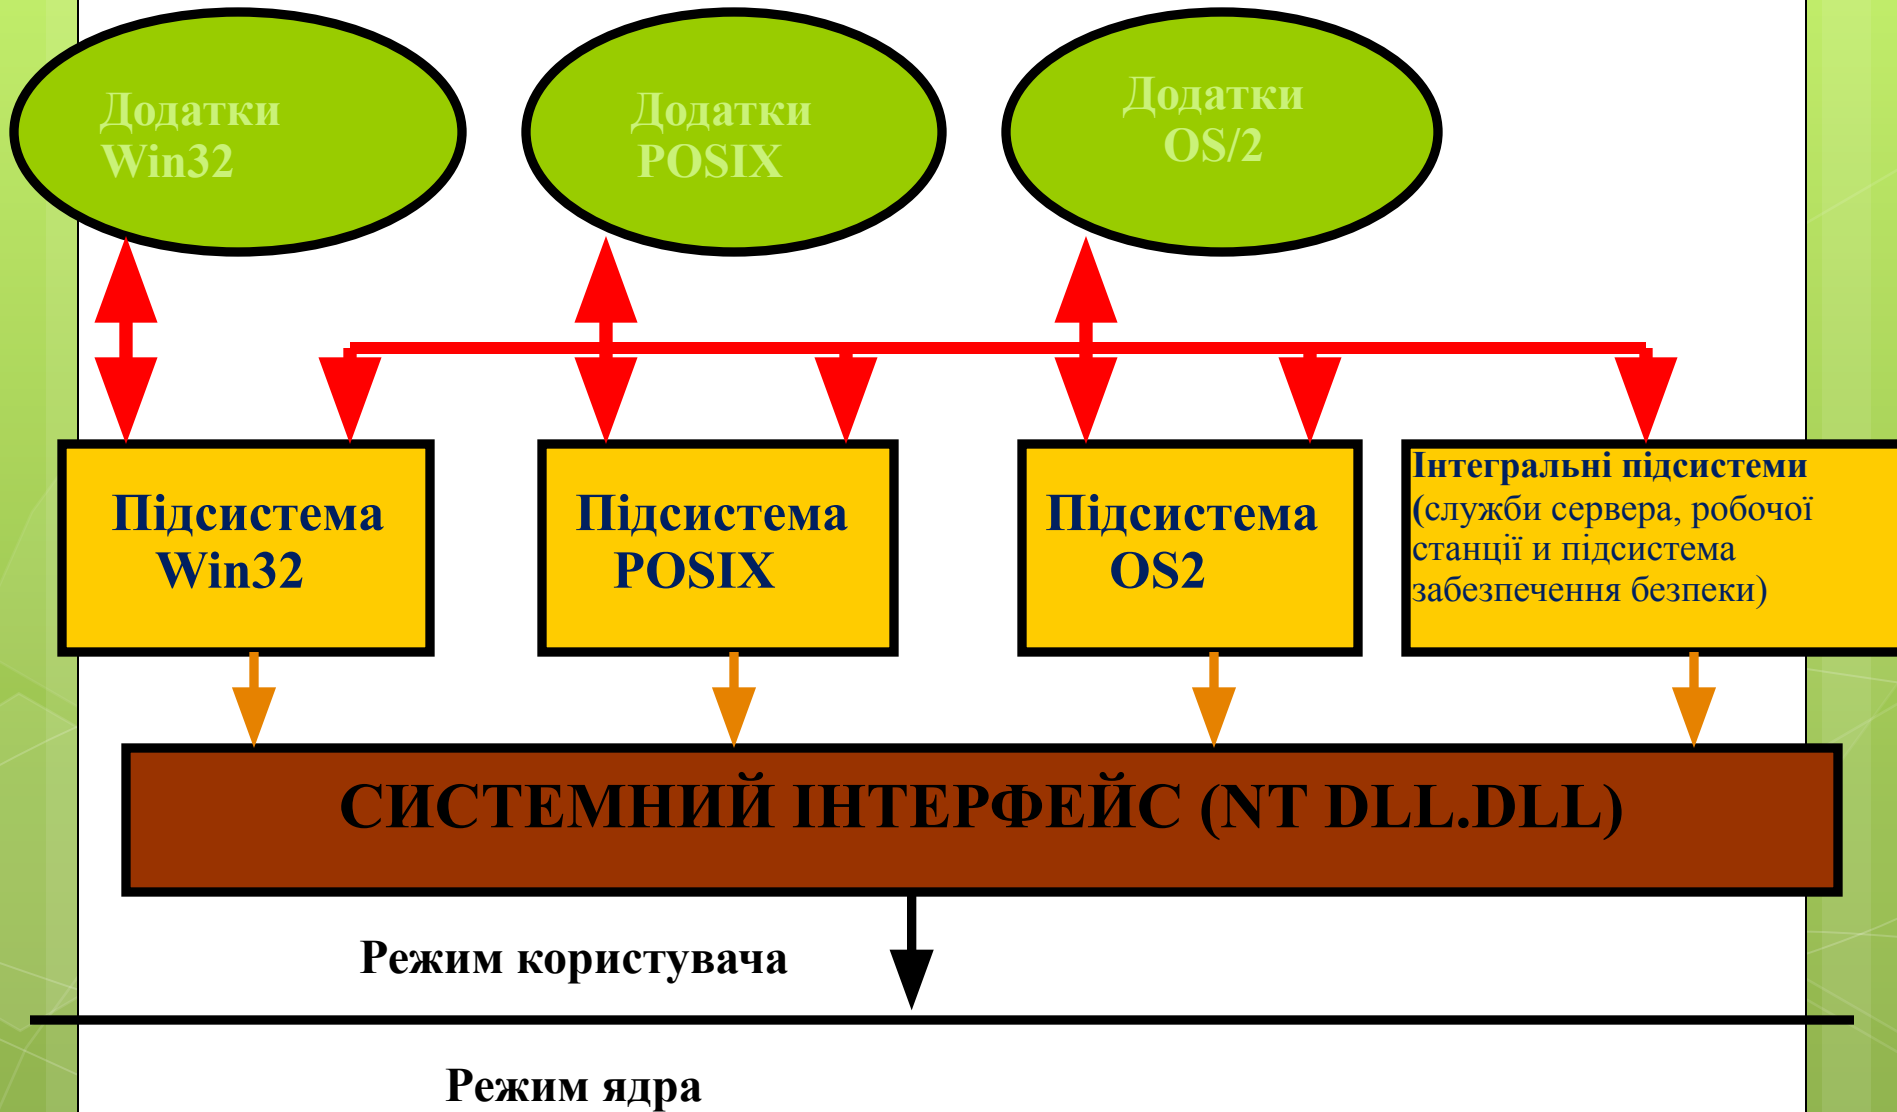 Додатки
Win32
Додатки
POSIX
Додатки
OS/2
Підсистема
Win32
Підсистема
POSIX
Підсистема
OS2
Інтегральні підсистеми
(служби сервера, робочої
станції и підсистема
забезпечення безпеки)
СИСТЕМНИЙ ІНТЕРФЕЙС (NT DLL.DLL)
Режим користувача
Режим ядра